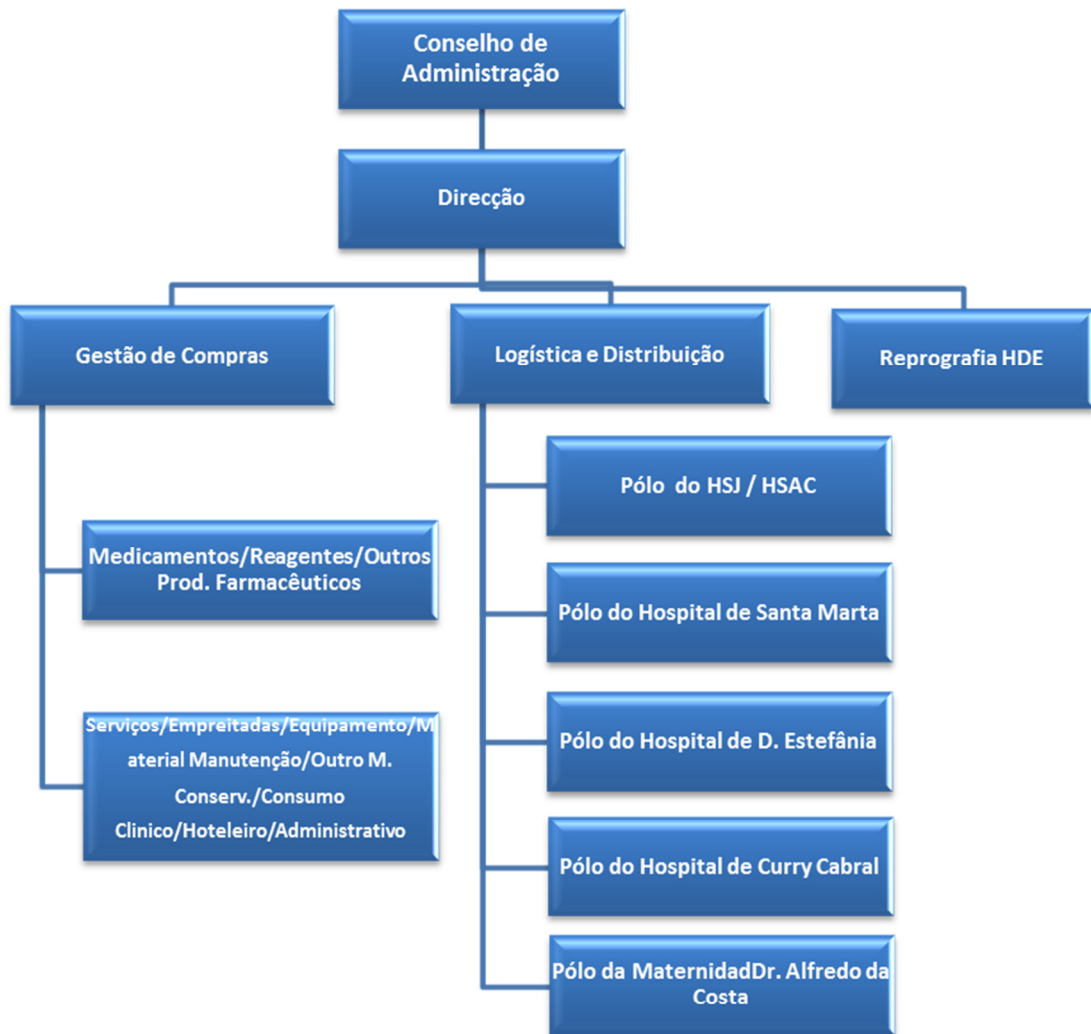 Conselho de
Administração
Direcção
Gestão de Compras
Logística e Distribuição
Reprografia HDE
Medicamentos/Reagentes/Outros
Prod. Farmacêuticos
Serviços/Empreitadas/Equipamento/M
aterial Manutenção/Outro M.
Conserv./Consumo
Clinico/Hoteleiro/Administrativo
Pólo do HSJ / HSAC
Pólo do Hospital de Santa Marta
Pólo do Hospital de D. Estefânia
Pólo do Hospital de Curry Cabral
Pólo da MaternidadDr. Alfredo da
Costa